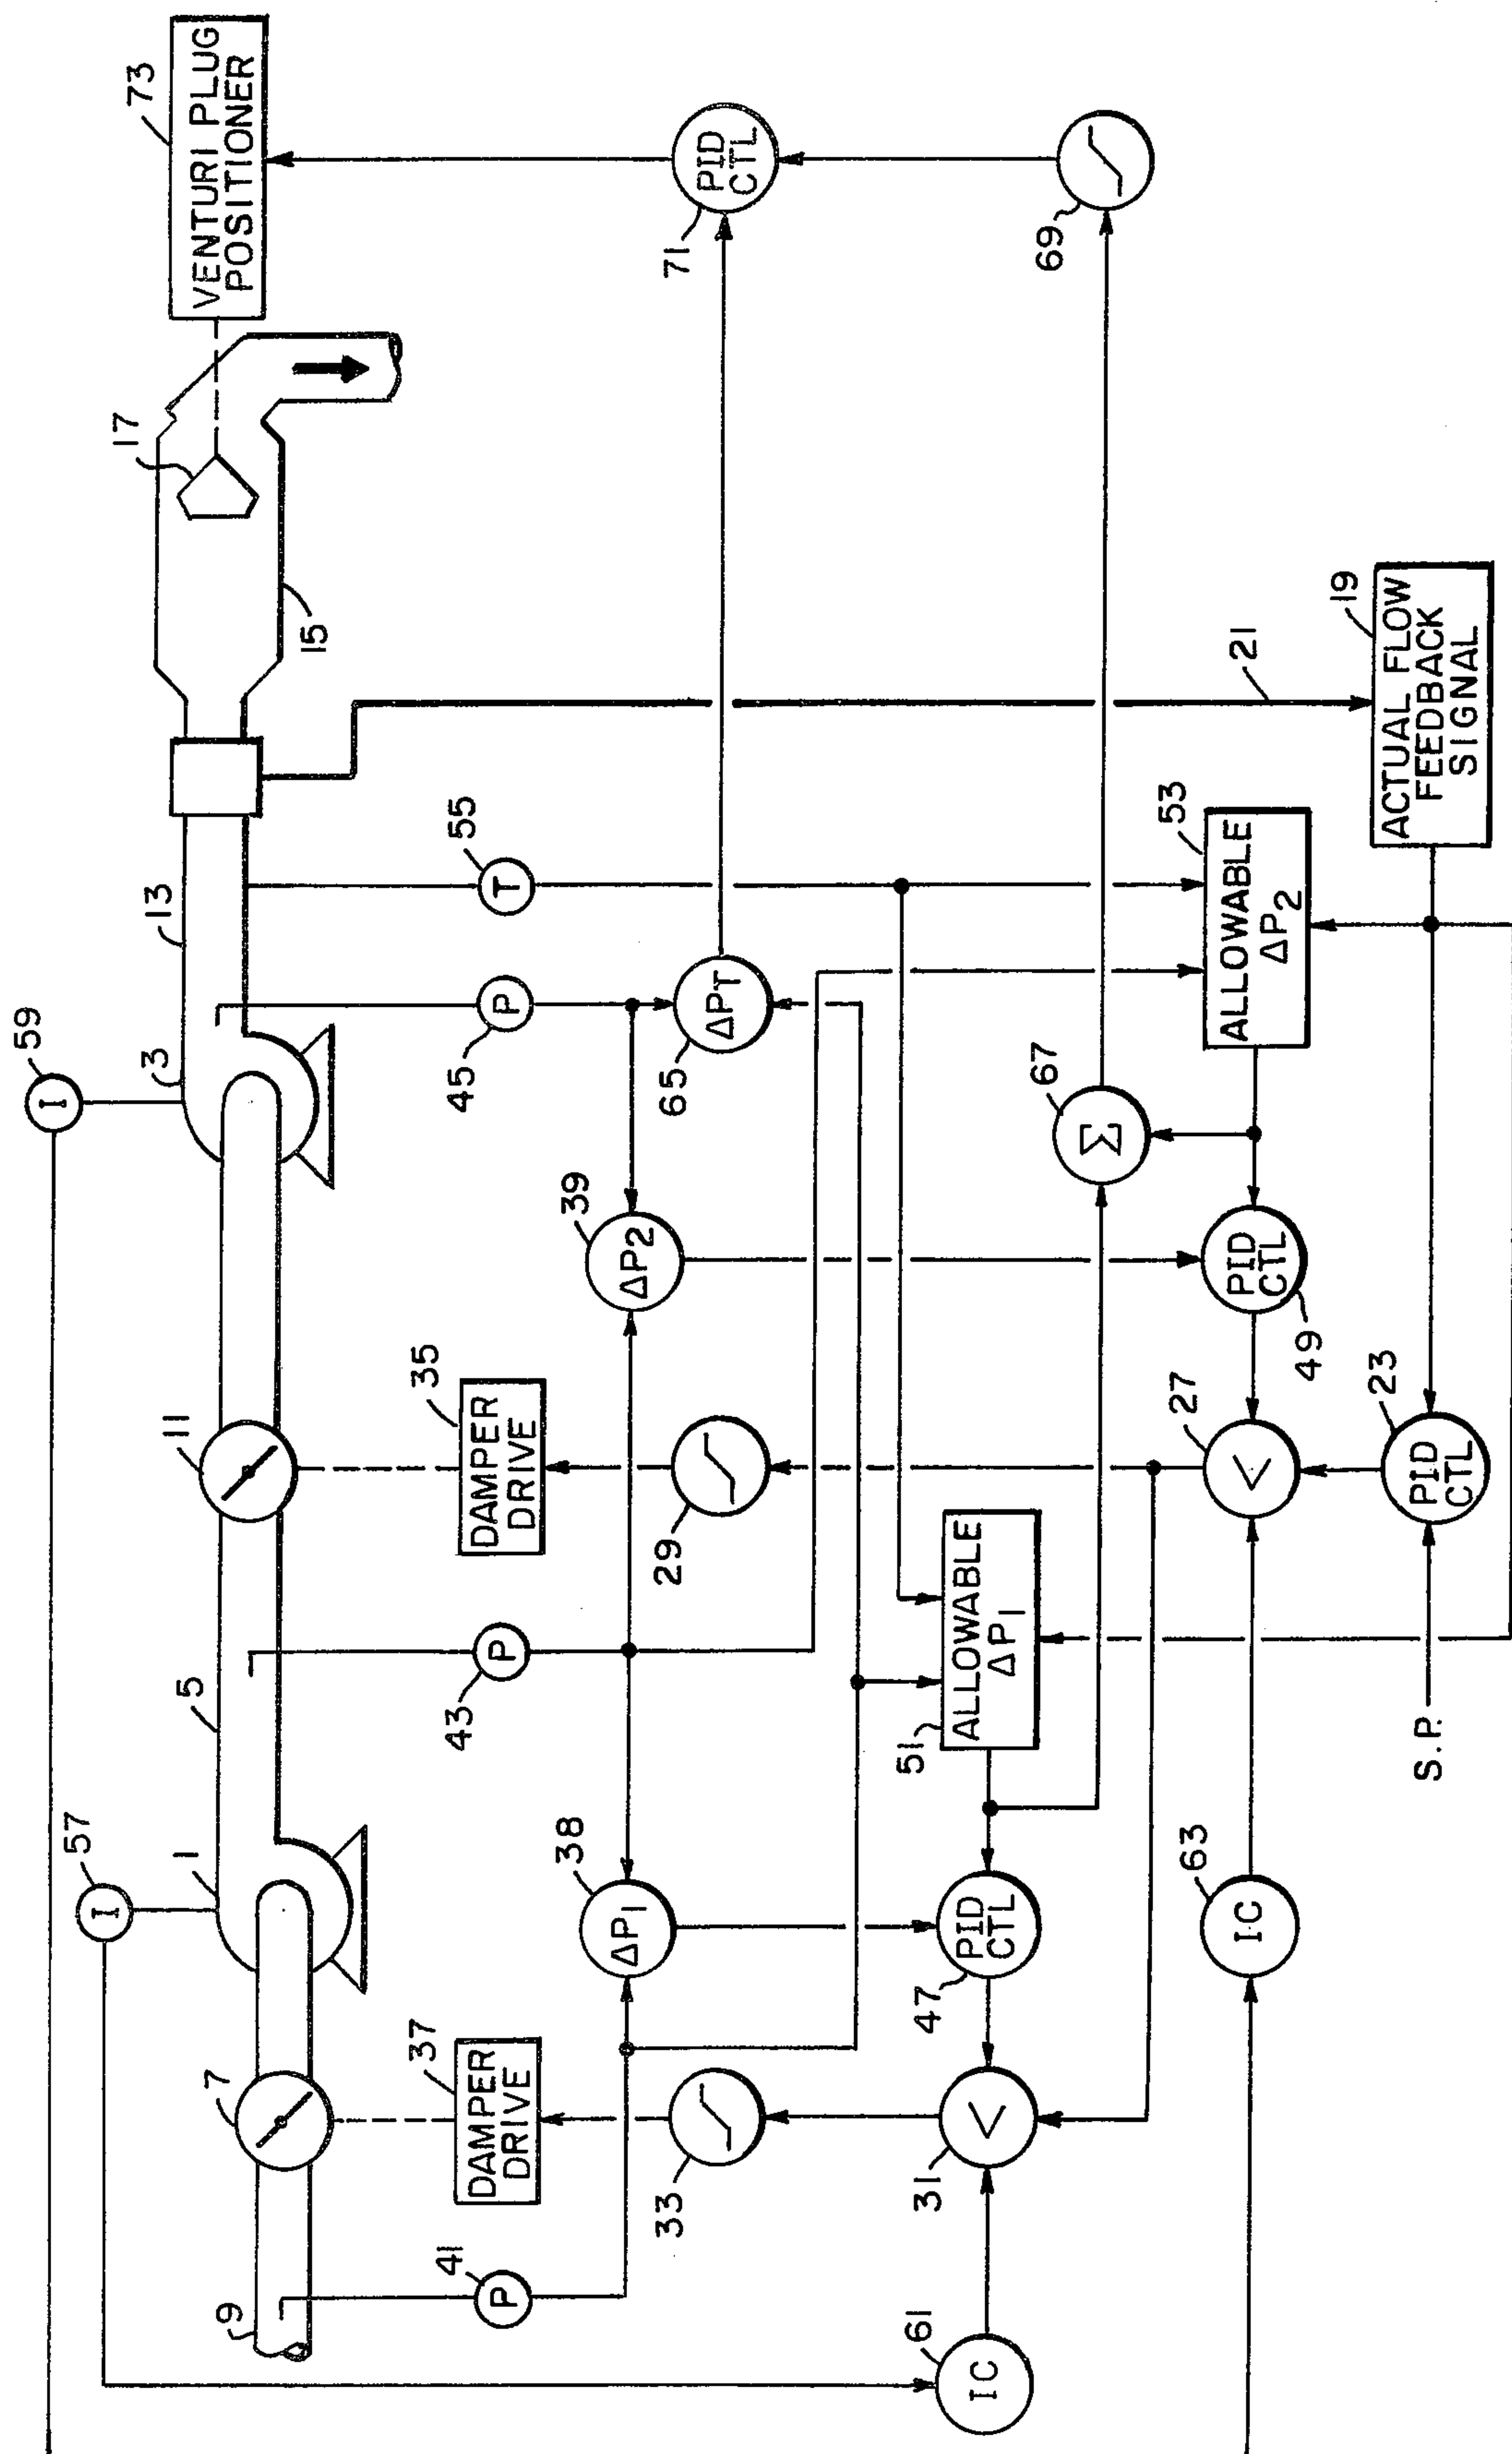 59
57
3
1
13
5
9
7
11
17
15
VENTURI PLUG
POSITIONER
73
I
I
P
41
P
43
P
45
T
55
DAMPER
DRIVE
37
DAMPER
DRIVE
35
33
29
ΔP1
38
ΔP2
39
ΔPT
65
PID
CTL
71
69
IC
61
<
31
PID
CTL
47
ALLOWABLE
ΔP1
51
Σ
67
ALLOWABLE
ΔP2
53
21
IC
63
<
27
PID
CTL
49
S.P.
PID
CTL
23
ACTUAL FLOW
FEEDBACK
SIGNAL
19